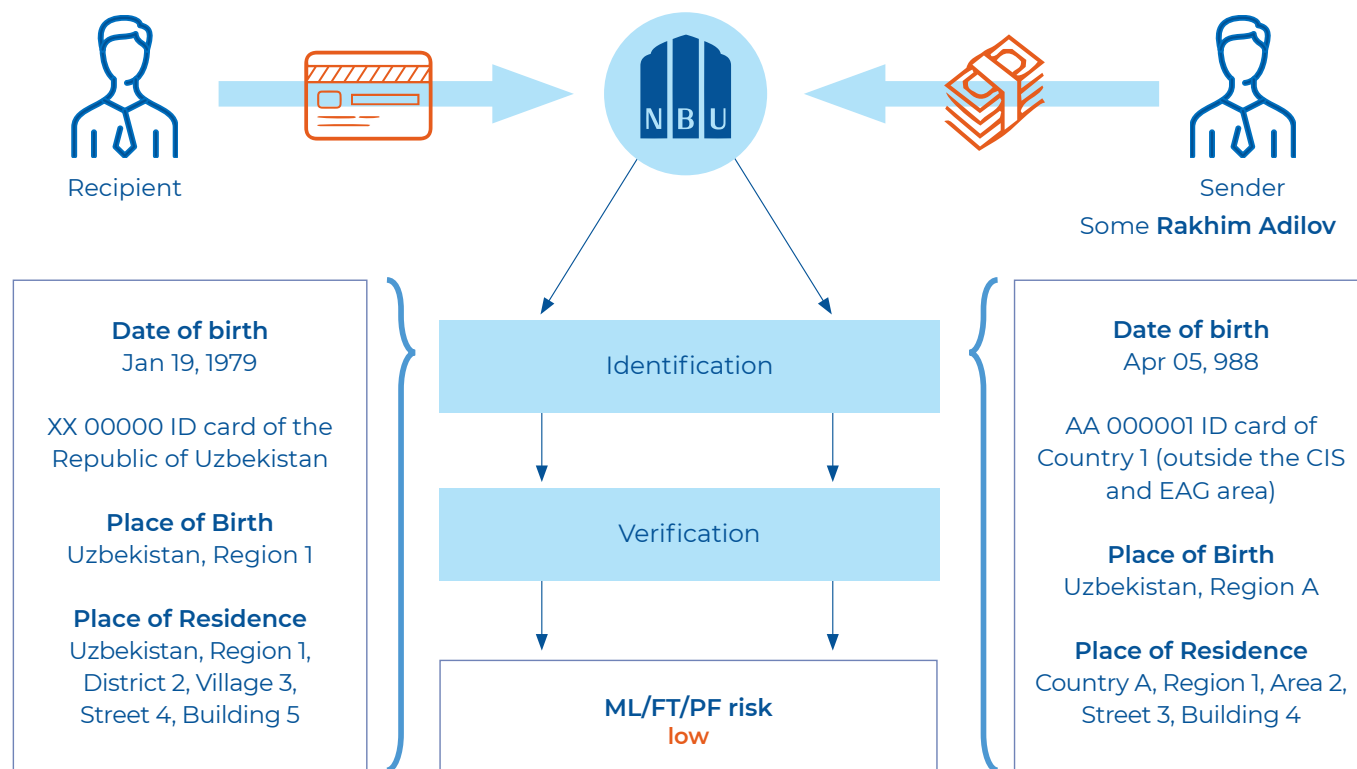 NBU
Recipient
Sender
Some Rakhim Adilov
Date of birth
Jan 19, 1979
XX 00000 ID card of the
Republic of Uzbekistan
Place of Birth
Uzbekistan, Region 1
Place of Residence
Uzbekistan, Region 1,
District 2, Village 3,
Street 4, Building 5
Identification
Verification
ML/FT/PF risk
low
Date of birth
Apr 05, 988
AA 000001 ID card of
Country 1 (outside the CIS
and EAG area)
Place of Birth
Uzbekistan, Region A
Place of Residence
Country A, Region 1, Area 2,
Street 3, Building 4